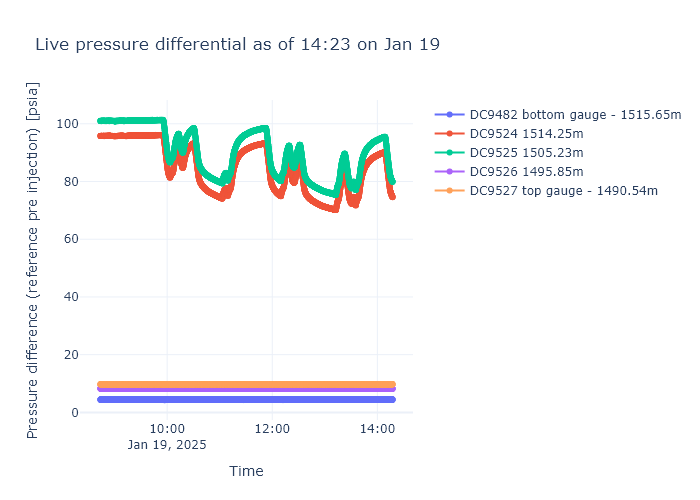 Live pressure differential as of 14:23 on Jan 19
Pressure difference (reference pre injection) [psia]
100
80
60
40
20
0
10:00
Jan 19, 2025
12:00
14:00
Time
DC9482 bottom gauge - 1515.65m
DC9524 1514.25m
DC9525 1505.23m
DC9526 1495.85m
DC9527 top gauge - 1490.54m